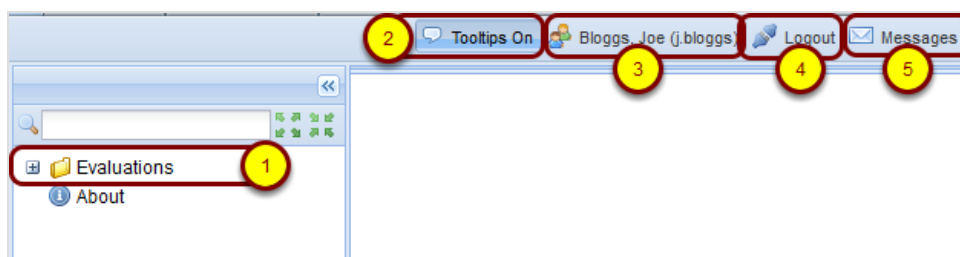 2 Tooltips On Bloggs, Joe (j.bloggs) Logout Messages
3 4 5
Evaluations 1
About